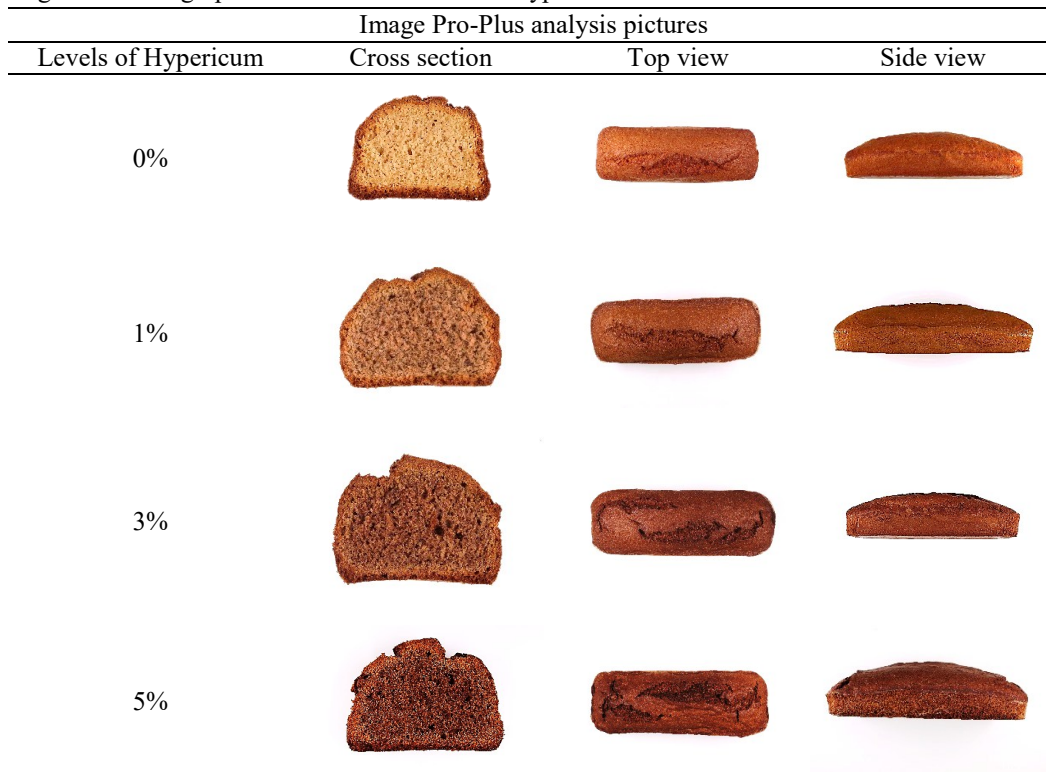 Image Pro-Plus analysis pictures
Levels of Hypericum Cross section Top view Side view
0%
1%
3%
5%